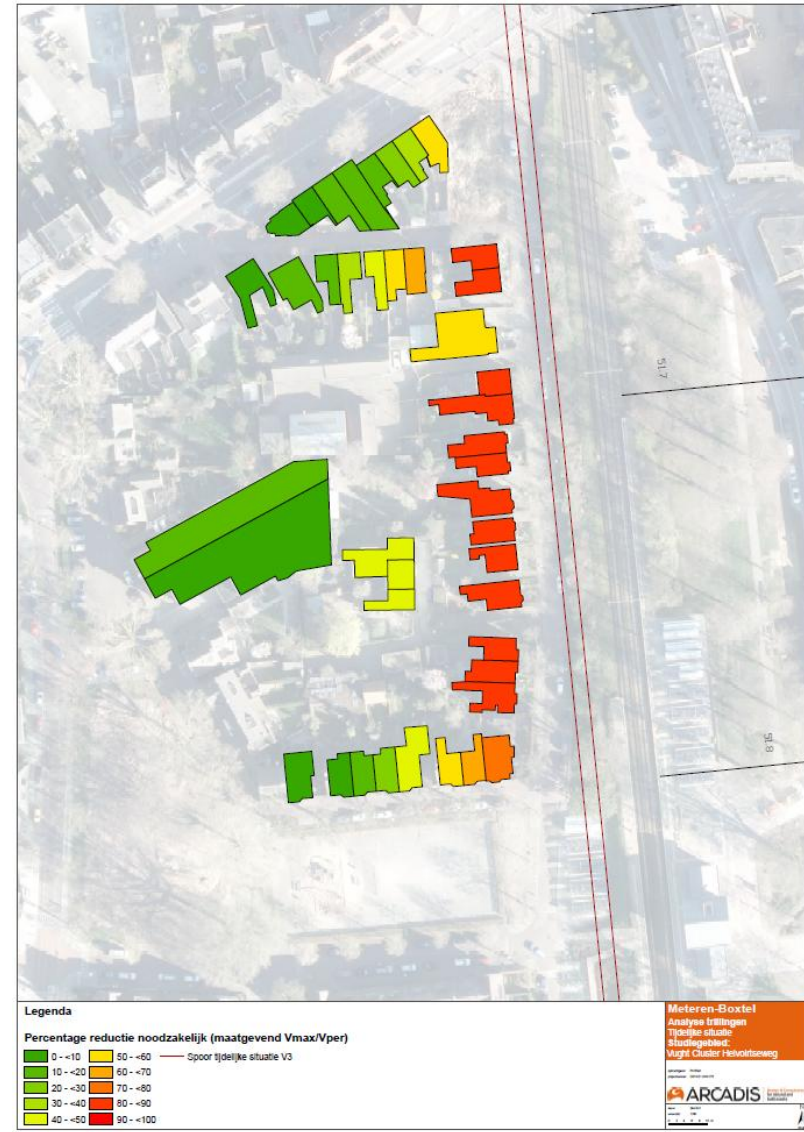 51.7
51.8
Legenda
Percentage reductie noodzakelijk (maatgevend Vmax/Vper)
0 - <10
10 - <20
20 - <30
30 - <40
40 - <50
50 - <60
60 - <70
70 - <80
80 - <90
90 - <100
Spoor tijdelijke situatie V3
Meteren-Boxtel
Analyse trillingen
Tijdelijke situatie
Studiegebied:
Vught Cluster Helvoirtseweg
ARCADIS